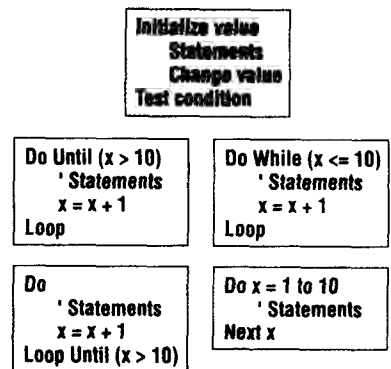 Initialize value
Statements
Change value
Test condition
Do Until (x > 10)
' Statements
x = x + 1
Loop
Do While (x <= 10)
' Statements
x = x + 1
Loop
Do
' Statements
x = x + 1
Loop Until (x > 10)
Do x = 1 to 10
' Statements
Next x